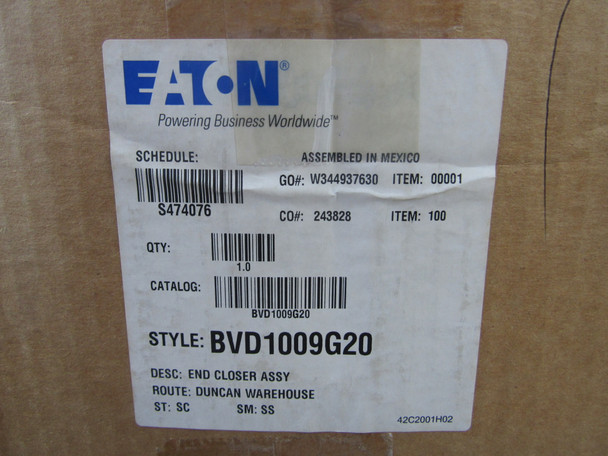 EATON®
Powering Business Worldwide™
SCHEDULE: ASSEMBLED IN MEXICO
GO#: W344937630 ITEM: 00001
S474076
CO#: 243828 ITEM: 100
QTY:
1.0
CATALOG:
BVD1009G20
STYLE: BVD1009G20
DESC: END CLOSER ASSY
ROUTE: DUNCAN WAREHOUSE
ST: SC SM: SS
42C2001H02